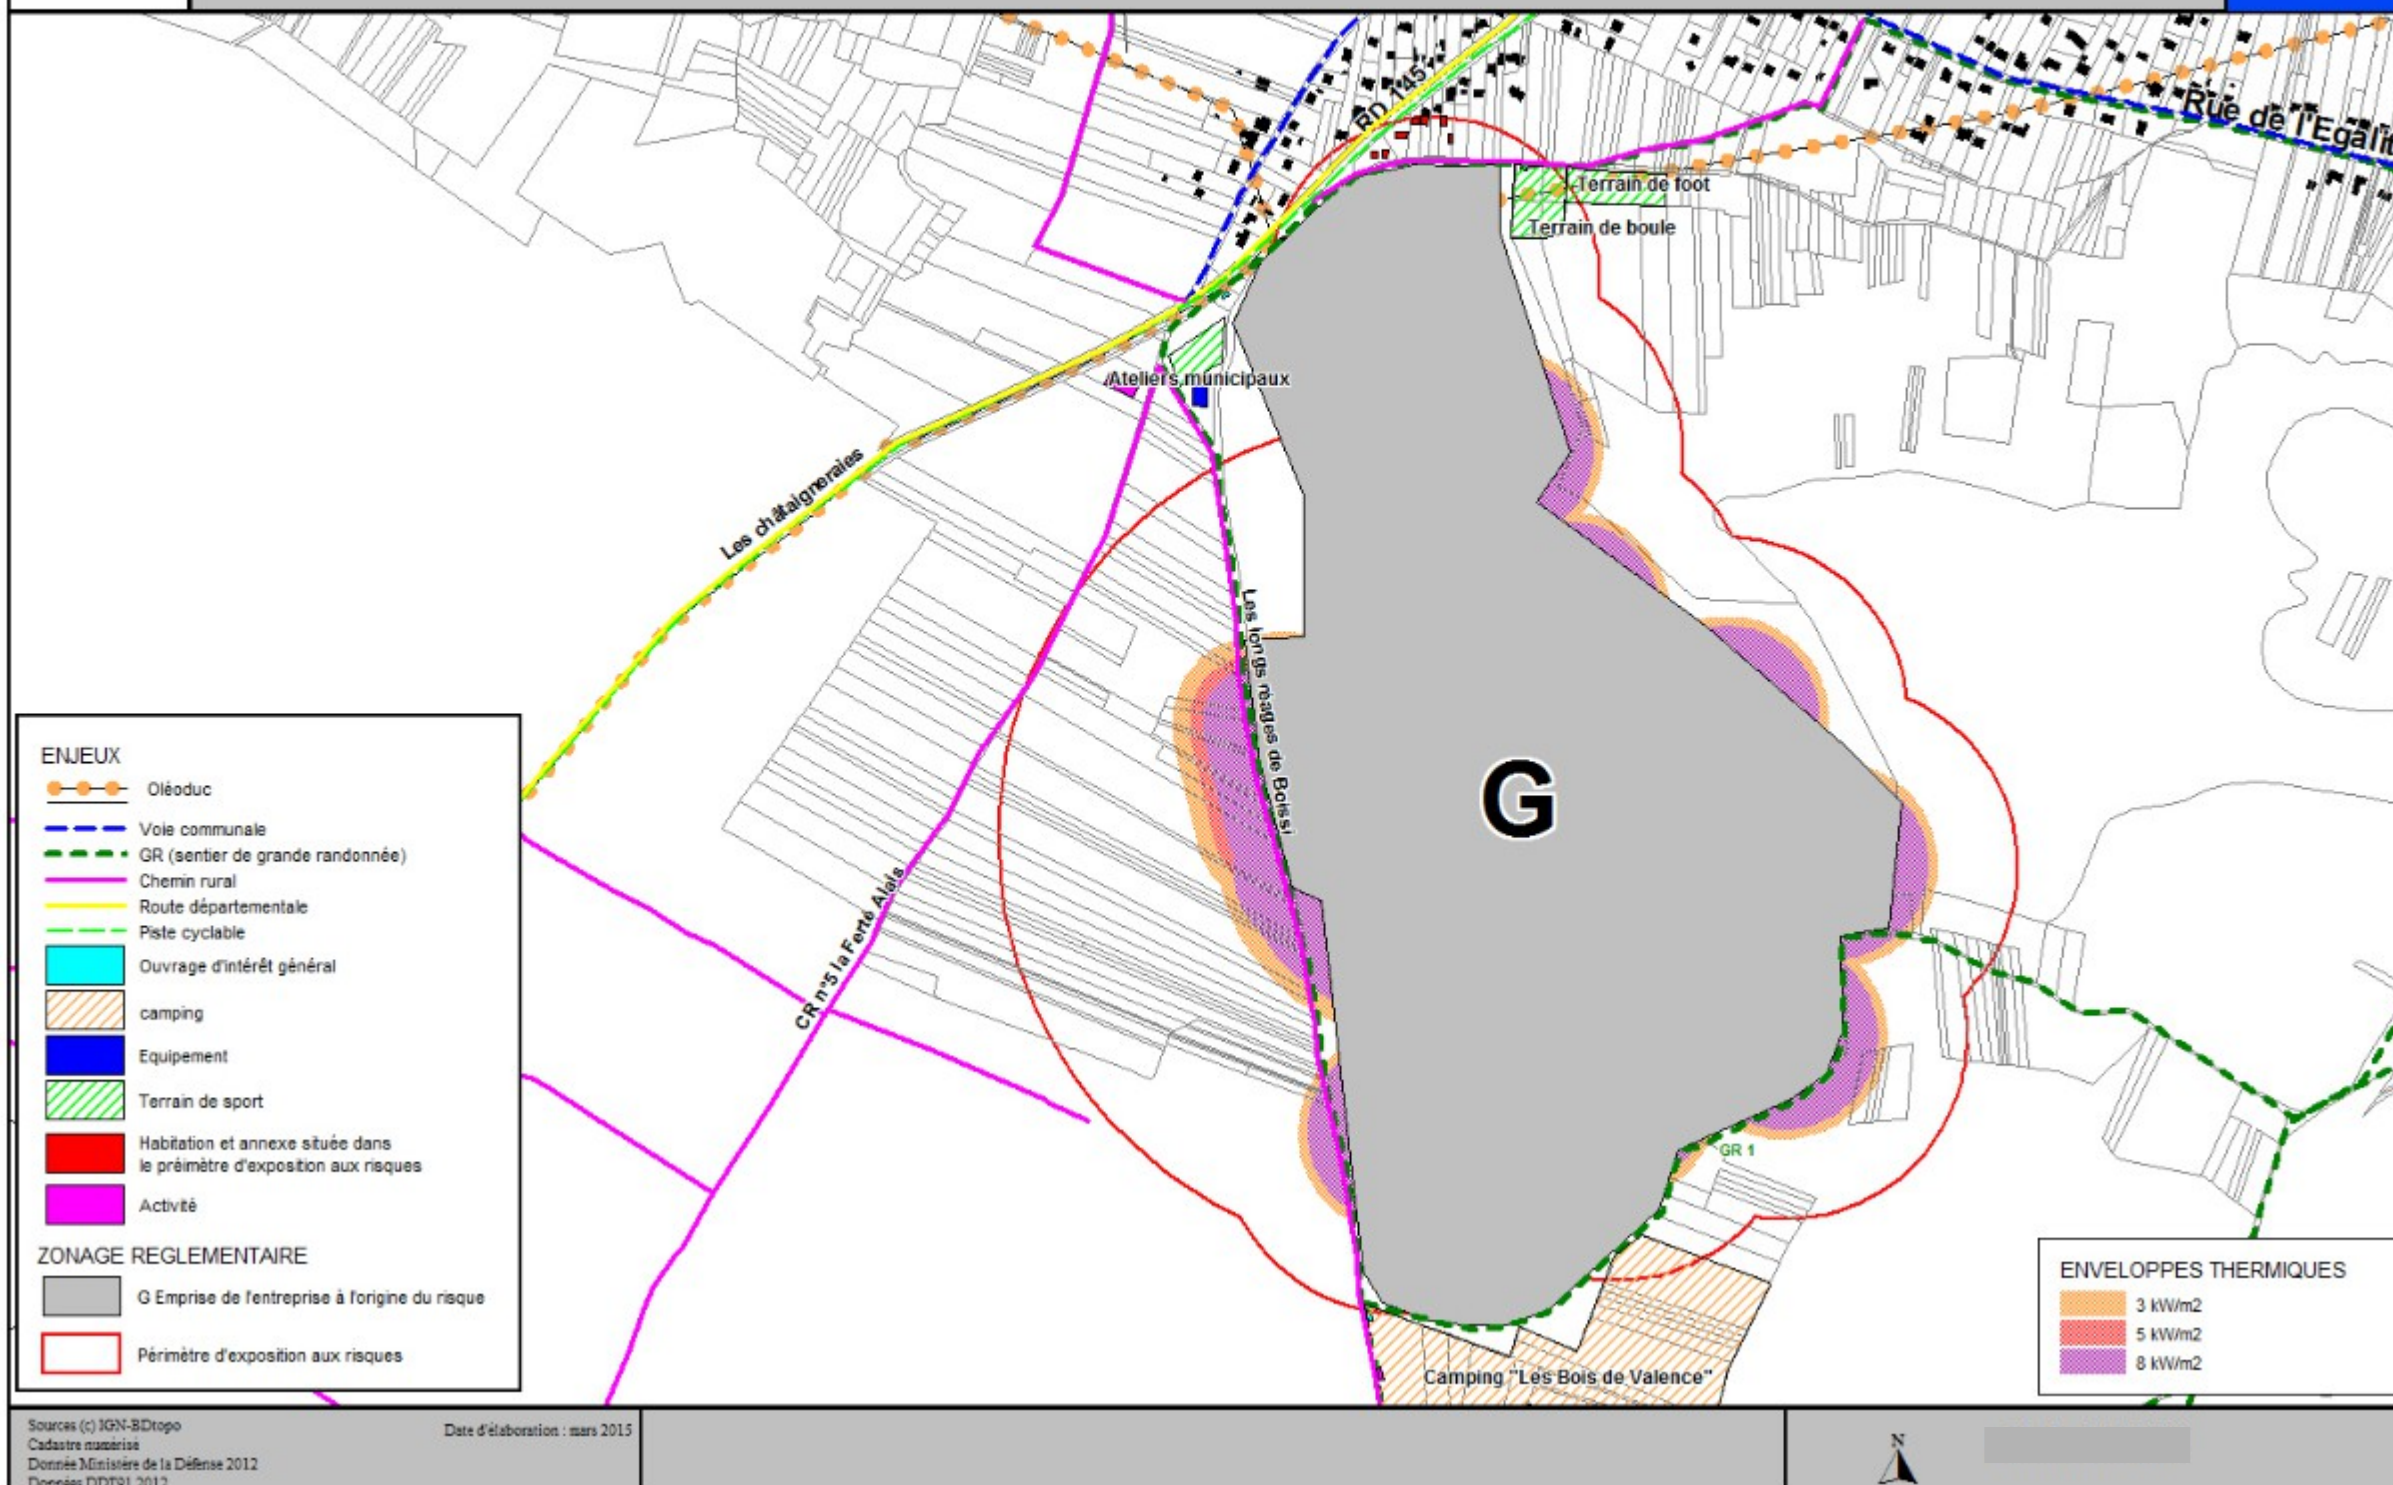 RD 145
Rue de l'Egalit
Terrain de foot
Terrain de boule
Ateliers municipaux
Les châtaigneraies
Les longs réages de Boissi
G
CR n°5 la Ferté Alais
GR 1
Camping "Les Bois de Valence"
ENJEUX
Oléoduc
Voie communale
GR (sentier de grande randonnée)
Chemin rural
Route départementale
Piste cyclable
Ouvrage d'intérêt général
camping
Equipement
Terrain de sport
Habitation et annexe située dans
le préimètre d'exposition aux risques
Activité
ZONAGE REGLEMENTAIRE
G Emprise de l'entreprise à l'origine du risque
Périmètre d'exposition aux risques
ENVELOPPES THERMIQUES
3 kW/m2
5 kW/m2
8 kW/m2
Sources (c) IGN-BDtopo
Cadastre numérisé
Donnée Ministère de la Défense 2012
Données DDT91 2012
Date d'élaboration : mars 2015
N